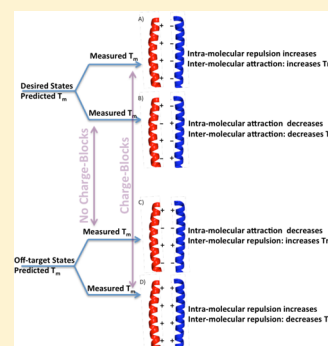 A)
Measured Tm
Intra-molecular repulsion increases
Inter-molecular attraction: increases
Desired States
Predicted Tm
B)
Measured Tm
Intra-molecular attraction decreases
Inter-molecular attraction: decreases
No Charge-Blocks
Charge-Blocks
C)
Measured Tm
Intra-molecular attraction decreases
Inter-molecular repulsion: increases
Off-target States
Predicted Tm
D)
Measured Tm
Intra-molecular repulsion increases
Inter-molecular repulsion: decreases